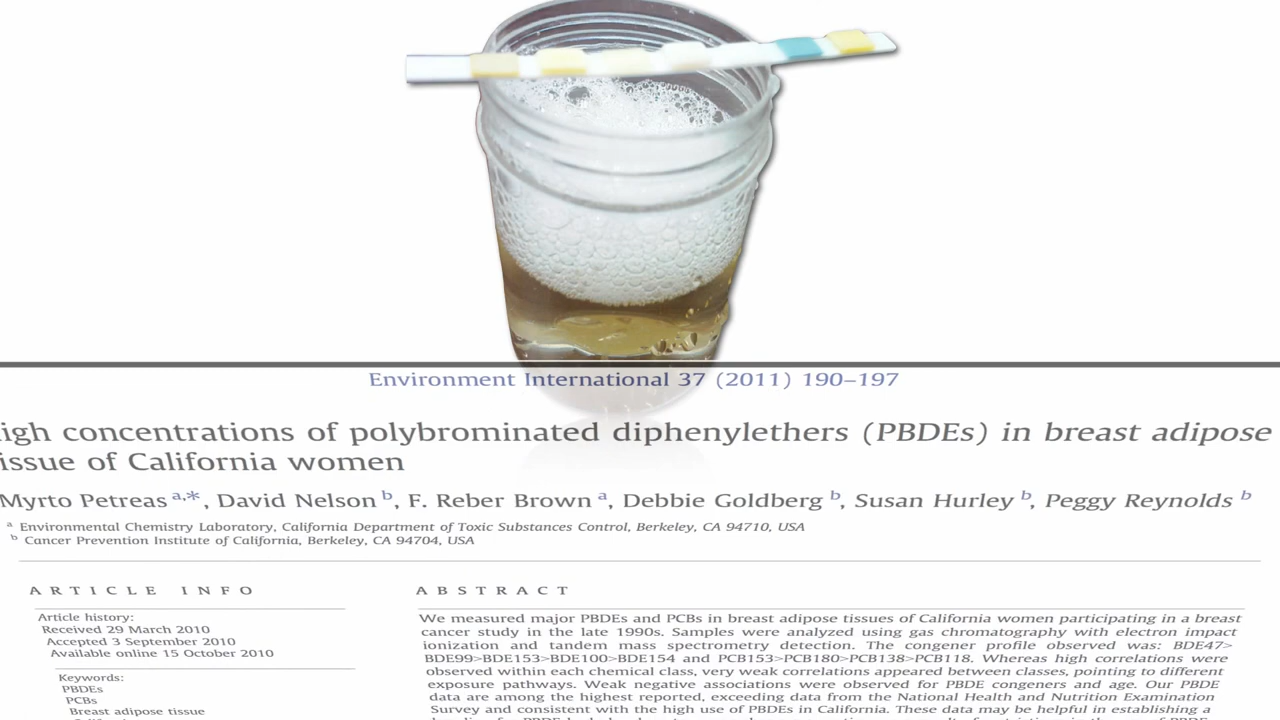 Environment International 37 (2011) 190–197
concentrations of polybrominated diphenylethers (PBDEs) in breast adipose
of California women
Myrto Petreas a,*, David Nelson b, F. Reber Brown a, Debbie Goldberg b, Susan Hurley b, Peggy Reynolds b
a Environmental Chemistry Laboratory, California Department of Toxic Substances Control, Berkeley, CA 94710, USA
b Cancer Prevention Institute of California, Berkeley, CA 94704, USA
ARTICLE INFO
Article history:
Received 29 March 2010
Accepted 3 September 2010
Available online 15 October 2010
Keywords:
PBDEs
PCBs
Breast adipose tissue
ABSTRACT
We measured major PBDEs and PCBs in breast adipose tissues of California women participating in a breast
cancer study in the late 1990s. Samples were analyzed using gas chromatography with electron impact
ionization and tandem mass spectrometry detection. The congener profile observed was: BDE47>
BDE99>BDE153>BDE100>BDE154 and PCB153>PCB180>PCB138>PCB118. Whereas high correlations were
observed within each chemical class, very weak correlations appeared between classes, pointing to different
exposure pathways. Weak negative associations were observed for PBDE congeners and age. Our PBDE
data are among the highest reported, exceeding data from the National Health and Nutrition Examination
Survey and consistent with the high use of PBDEs in California. These data may be helpful in establishing a